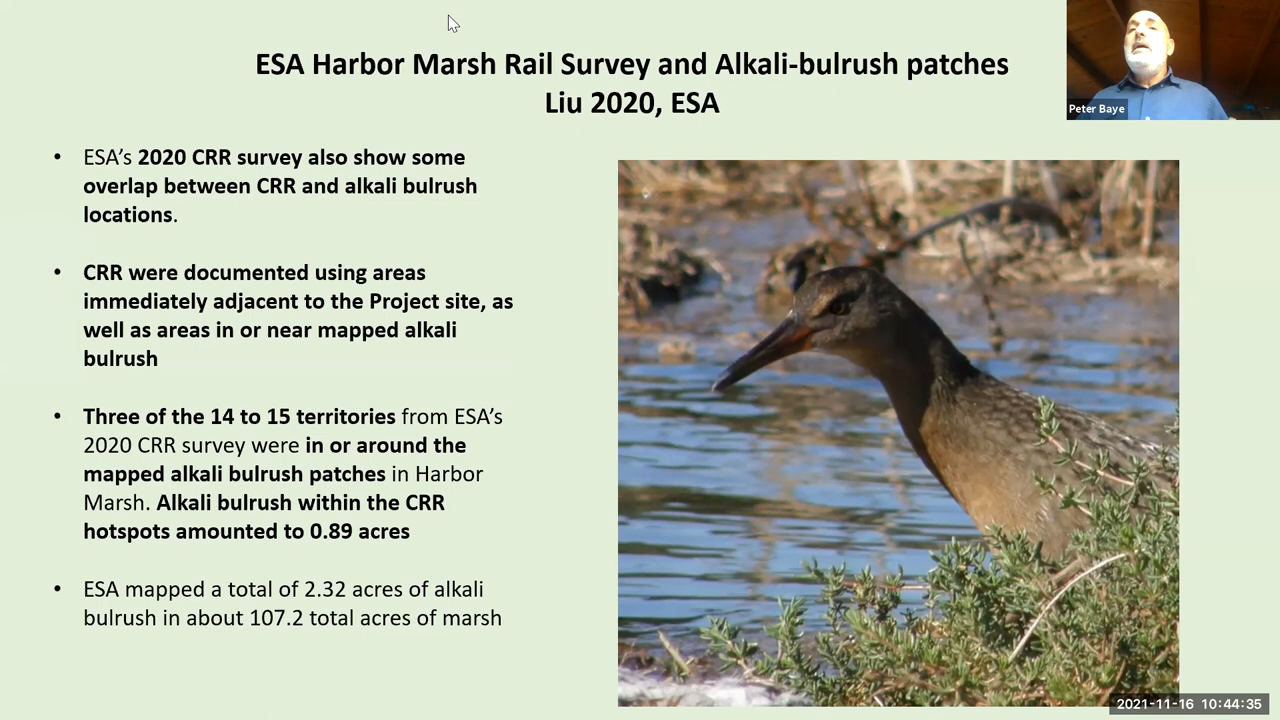 ESA Harbor Marsh Rail Survey and Alkali-bulrush patches
Liu 2020, ESA
Peter Baye
• ESA's 2020 CRR survey also show some
overlap between CRR and alkali bulrush
locations.
• CRR were documented using areas
immediately adjacent to the Project site, as
well as areas in or near mapped alkali
bulrush
• Three of the 14 to 15 territories from ESA's
2020 CRR survey were in or around the
mapped alkali bulrush patches in Harbor
Marsh. Alkali bulrush within the CRR
hotspots amounted to 0.89 acres
• ESA mapped a total of 2.32 acres of alkali
bulrush in about 107.2 total acres of marsh
2021-11-16 10:44:35